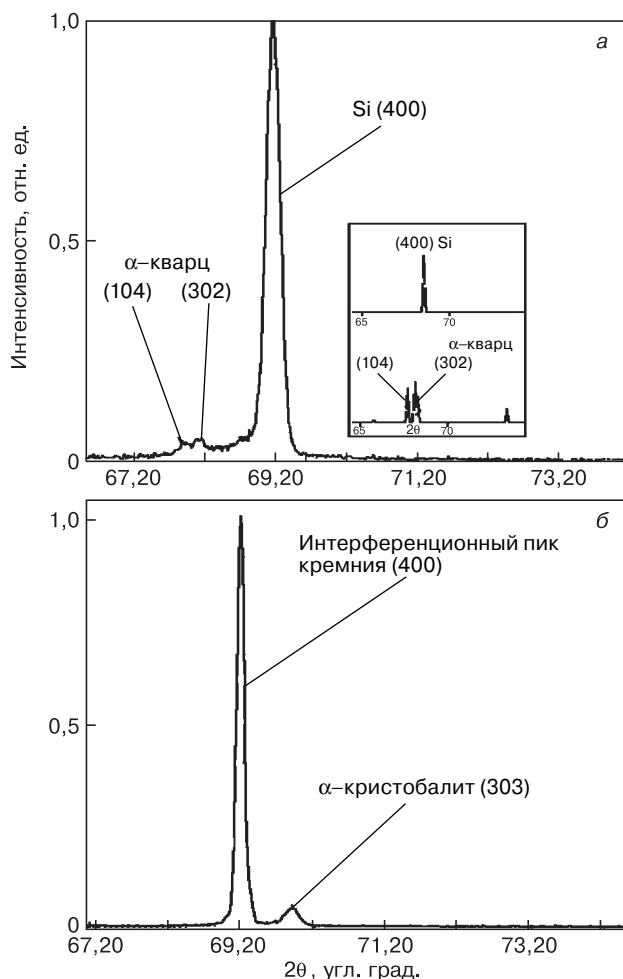 1,0
а
Si (400)
Интенсивность, отн. ед.
0,5
α–кварц
(104) (302)
(400) Si
65 70
α–кварц
(104) (302)
65 2θ 70
0
67,20 69,20 71,20 73,20
1,0
б
Интерференционный пик
кремния (400)
0,5
α–кристобалит (303)
0
67,20 69,20 71,20 73,20
2θ, угл. град.